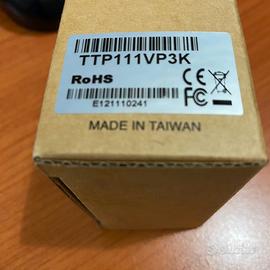 TTP111VP3K
RoHS
CE
FC
E121110241
MADE IN TAIWAN